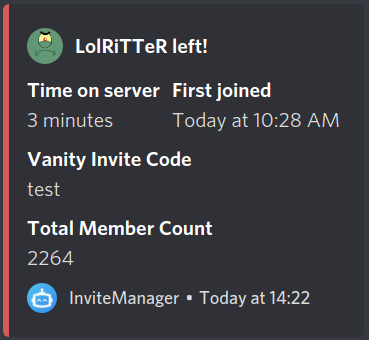 LolRiTTeR left!
Time on server First joined
3 minutes Today at 10:28 AM
Vanity Invite Code
test
Total Member Count
2264
InviteManager • Today at 14:22